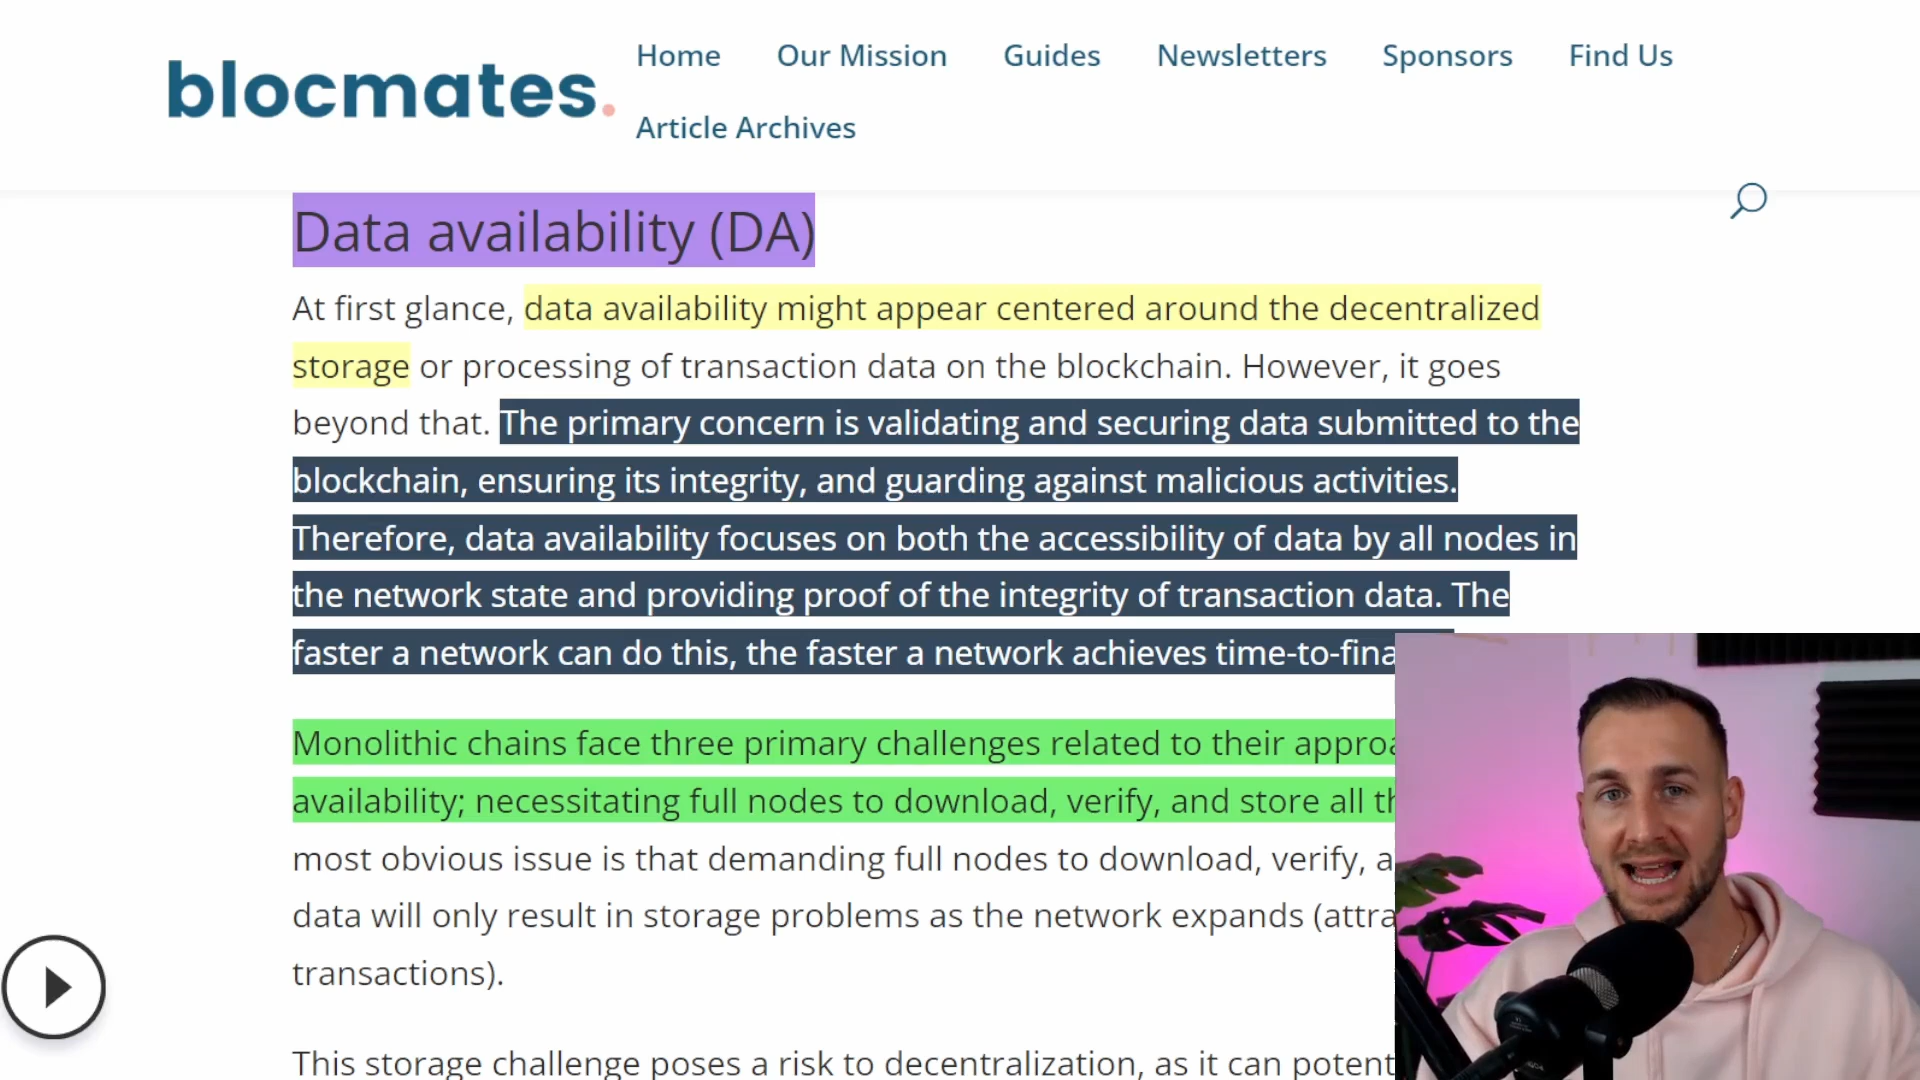 blocmates.
Home Our Mission Guides Newsletters Sponsors Find Us
Article Archives
Data availability (DA)
At first glance, data availability might appear centered around the decentralized
storage or processing of transaction data on the blockchain. However, it goes
beyond that. The primary concern is validating and securing data submitted to the
blockchain, ensuring its integrity, and guarding against malicious activities.
Therefore, data availability focuses on both the accessibility of data by all nodes in
the network state and providing proof of the integrity of transaction data. The
faster a network can do this, the faster a network achieves time-to-fina
Monolithic chains face three primary challenges related to their approa
availability; necessitating full nodes to download, verify, and store all th
most obvious issue is that demanding full nodes to download, verify, a
data will only result in storage problems as the network expands (attra
transactions).
This storage challenge poses a risk to decentralization, as it can potent